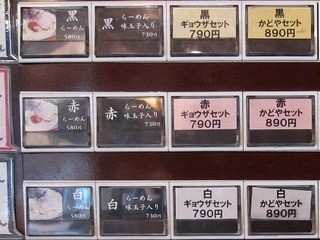 黒
らーめん
580円
黒
らーめん
味玉子入り
730円
黒
ギョウザセット
790円
黒
かどやセット
890円
赤
らーめん
580円
赤
らーめん
味玉子入り
730円
赤
ギョウザセット
790円
赤
かどやセット
890円
白
らーめん
580円
白
らーめん
味玉子入り
730円
白
ギョウザセット
790円
白
かどやセット
890円